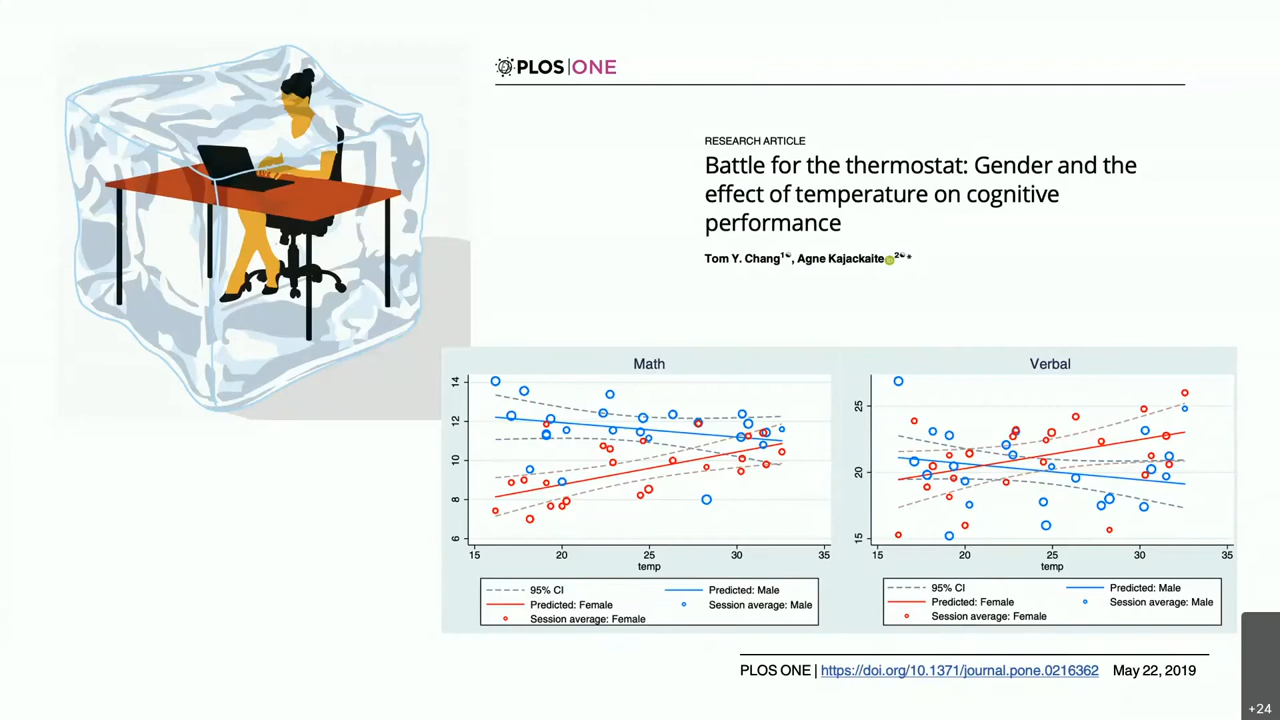 PLOS|ONE
RESEARCH ARTICLE
Battle for the thermostat: Gender and the
effect of temperature on cognitive
performance
Tom Y. Chang1☯, Agne Kajackaite2☯*
Math
14
12
10
8
6
15 20 25 30 35
temp
95% CI Predicted: Male
Predicted: Female Session average: Male
Session average: Female
Verbal
25
20
15
15 20 25 30 35
temp
95% CI Predicted: Male
Predicted: Female Session average: Male
Session average: Female
PLOS ONE | https://doi.org/10.1371/journal.pone.0216362 May 22, 2019
+24